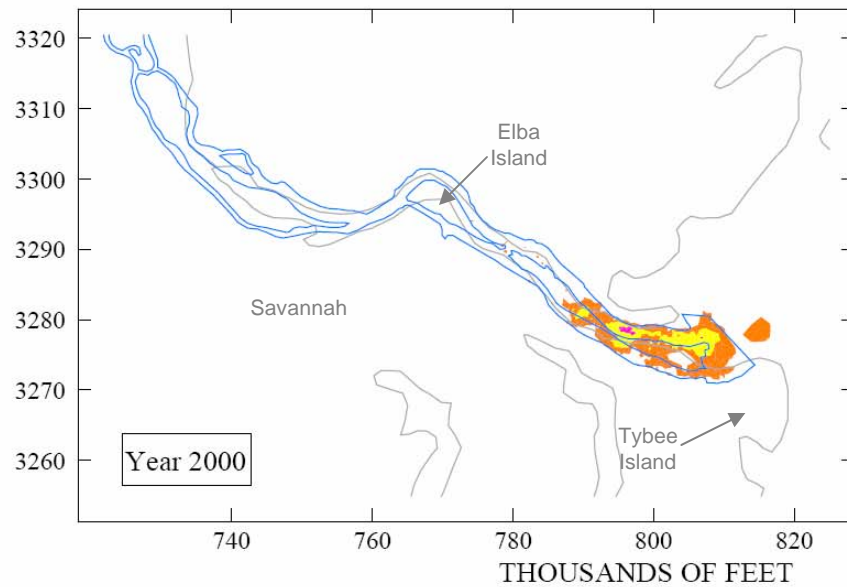 3320
3310
3300
3290
3280
3270
3260
Elba
Island
Savannah
Tybee
Island
Year 2000
740
760
780
800
820
THOUSANDS OF FEET